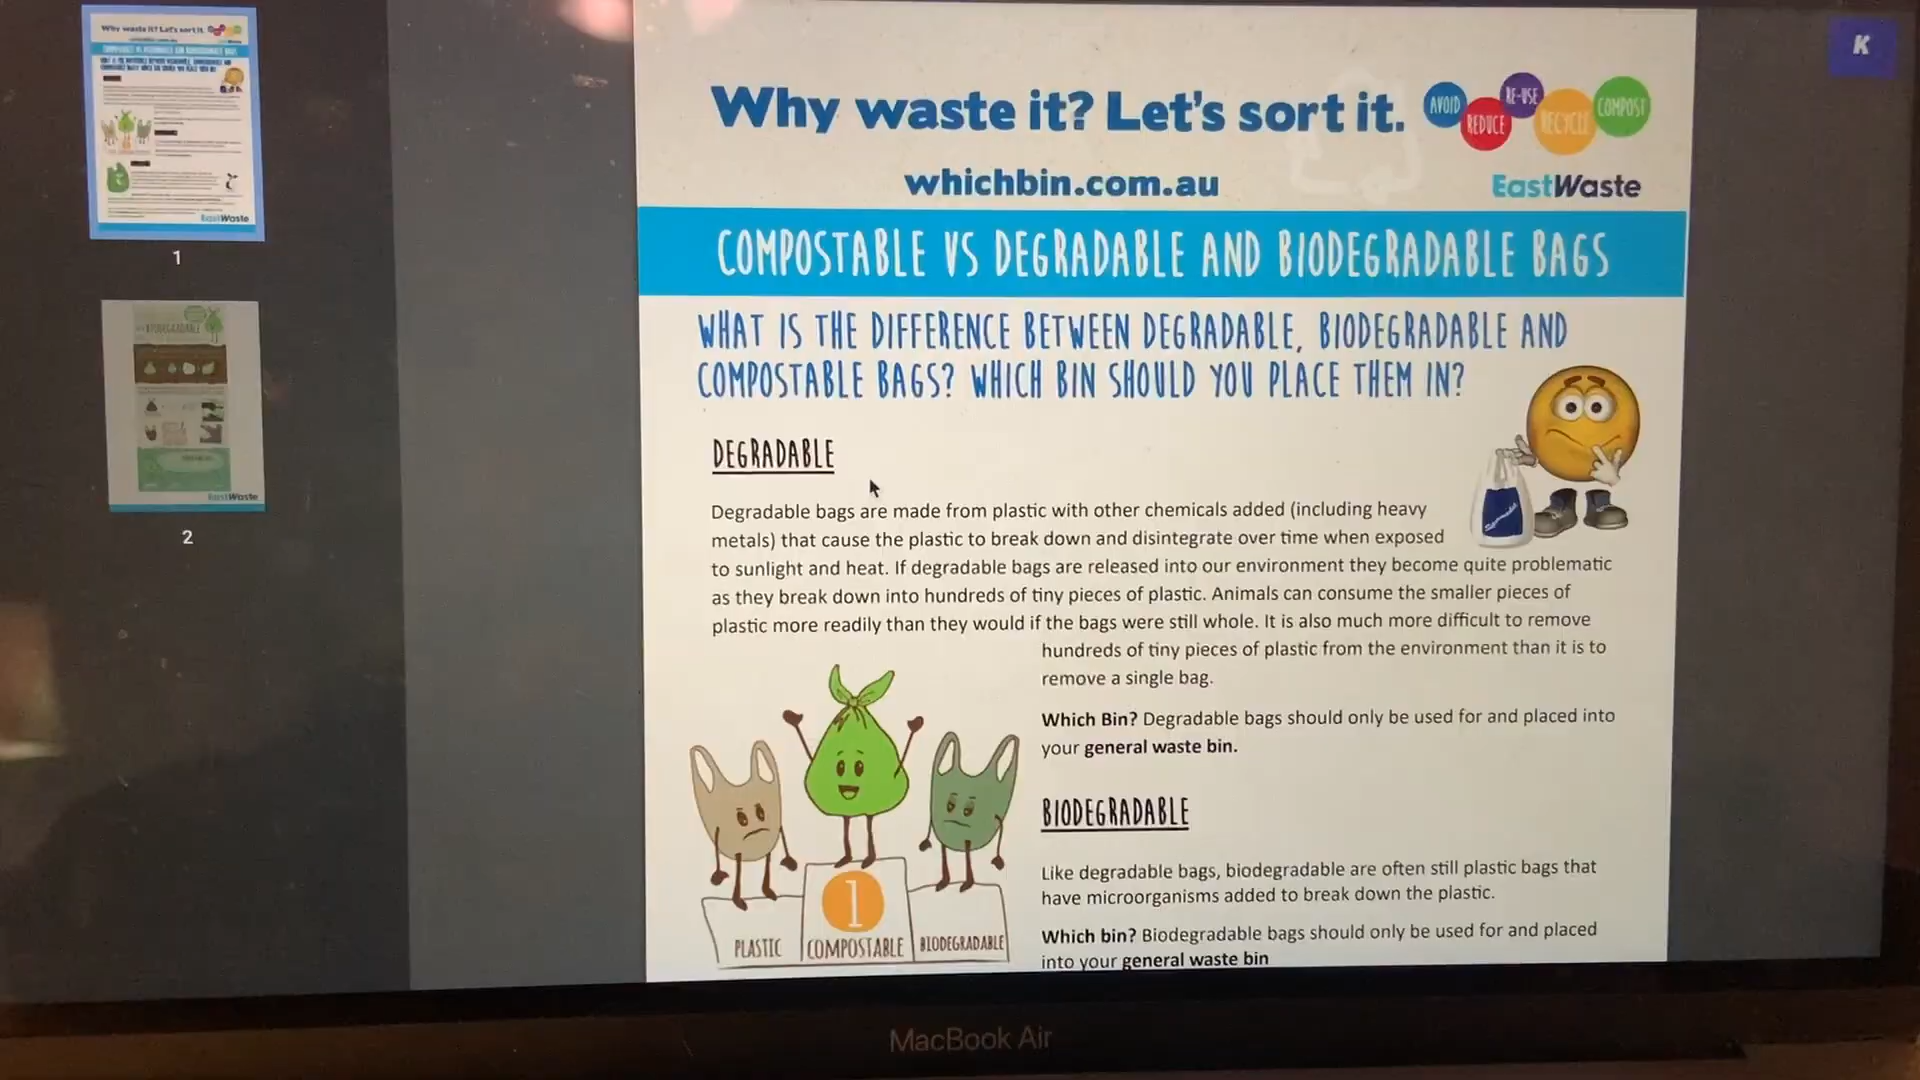 Why waste it? Let's sort it.
AVOID
REDUCE
RE-USE
RECYCLE
COMPOST
whichbin.com.au
EastWaste
COMPOSTABLE VS DEGRADABLE AND BIODEGRADABLE BAGS
WHAT IS THE DIFFERENCE BETWEEN DEGRADABLE, BIODEGRADABLE AND
COMPOSTABLE BAGS? WHICH BIN SHOULD YOU PLACE THEM IN?
DEGRADABLE
Degradable bags are made from plastic with other chemicals added (including heavy
metals) that cause the plastic to break down and disintegrate over time when exposed
to sunlight and heat. If degradable bags are released into our environment they become quite problematic
as they break down into hundreds of tiny pieces of plastic. Animals can consume the smaller pieces of
plastic more readily than they would if the bags were still whole. It is also much more difficult to remove
hundreds of tiny pieces of plastic from the environment than it is to
remove a single bag.
Which Bin? Degradable bags should only be used for and placed into
your general waste bin.
BIODEGRADABLE
Like degradable bags, biodegradable are often still plastic bags that
have microorganisms added to break down the plastic.
Which bin? Biodegradable bags should only be used for and placed
into your general waste bin
1
PLASTIC
COMPOSTABLE
BIODEGRADABLE
K
Why waste it? Let's sort it.
EastWaste
1
BIODEGRADABLE
EastWaste
2
MacBook Air